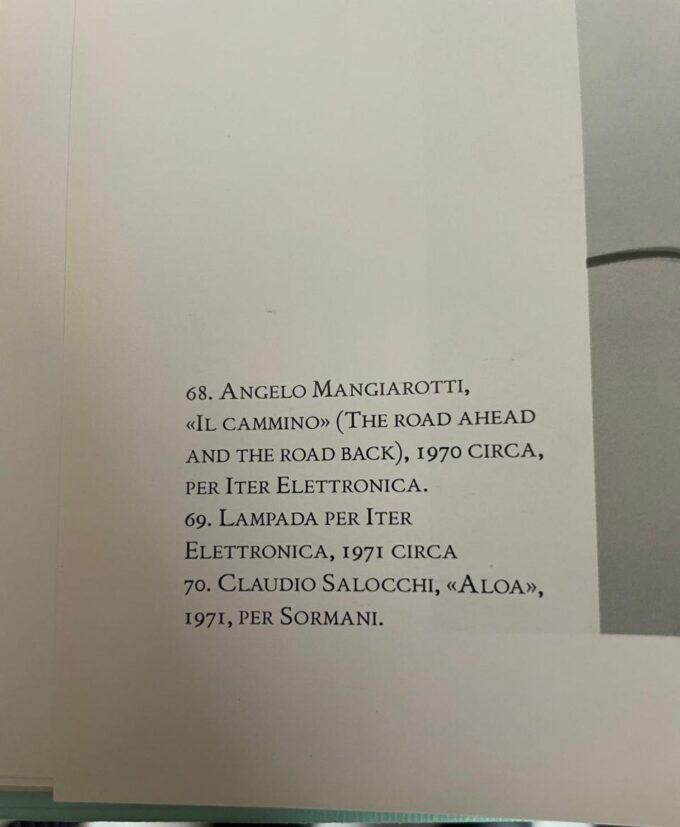 68. Angelo Mangiarotti,
«Il cammino» (The road ahead
and the road back), 1970 circa,
per Iter Elettronica.
69. Lampada per Iter
Elettronica, 1971 circa
70. Claudio Salocchi, «Aloa»,
1971, per Sormani.